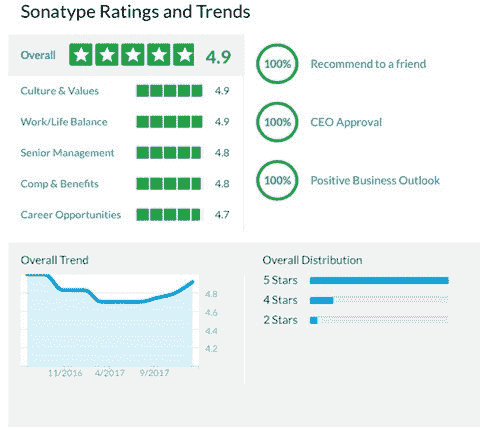 Sonatype Ratings and Trends
Overall 4.9
Culture & Values 4.9
Work/Life Balance 4.9
Senior Management 4.8
Comp & Benefits 4.8
Career Opportunities 4.7
100% Recommend to a friend
100% CEO Approval
100% Positive Business Outlook
Overall Trend
4.8
4.6
4.4
4.2
11/2016 4/2017 9/2017
Overall Distribution
5 Stars
4 Stars
2 Stars